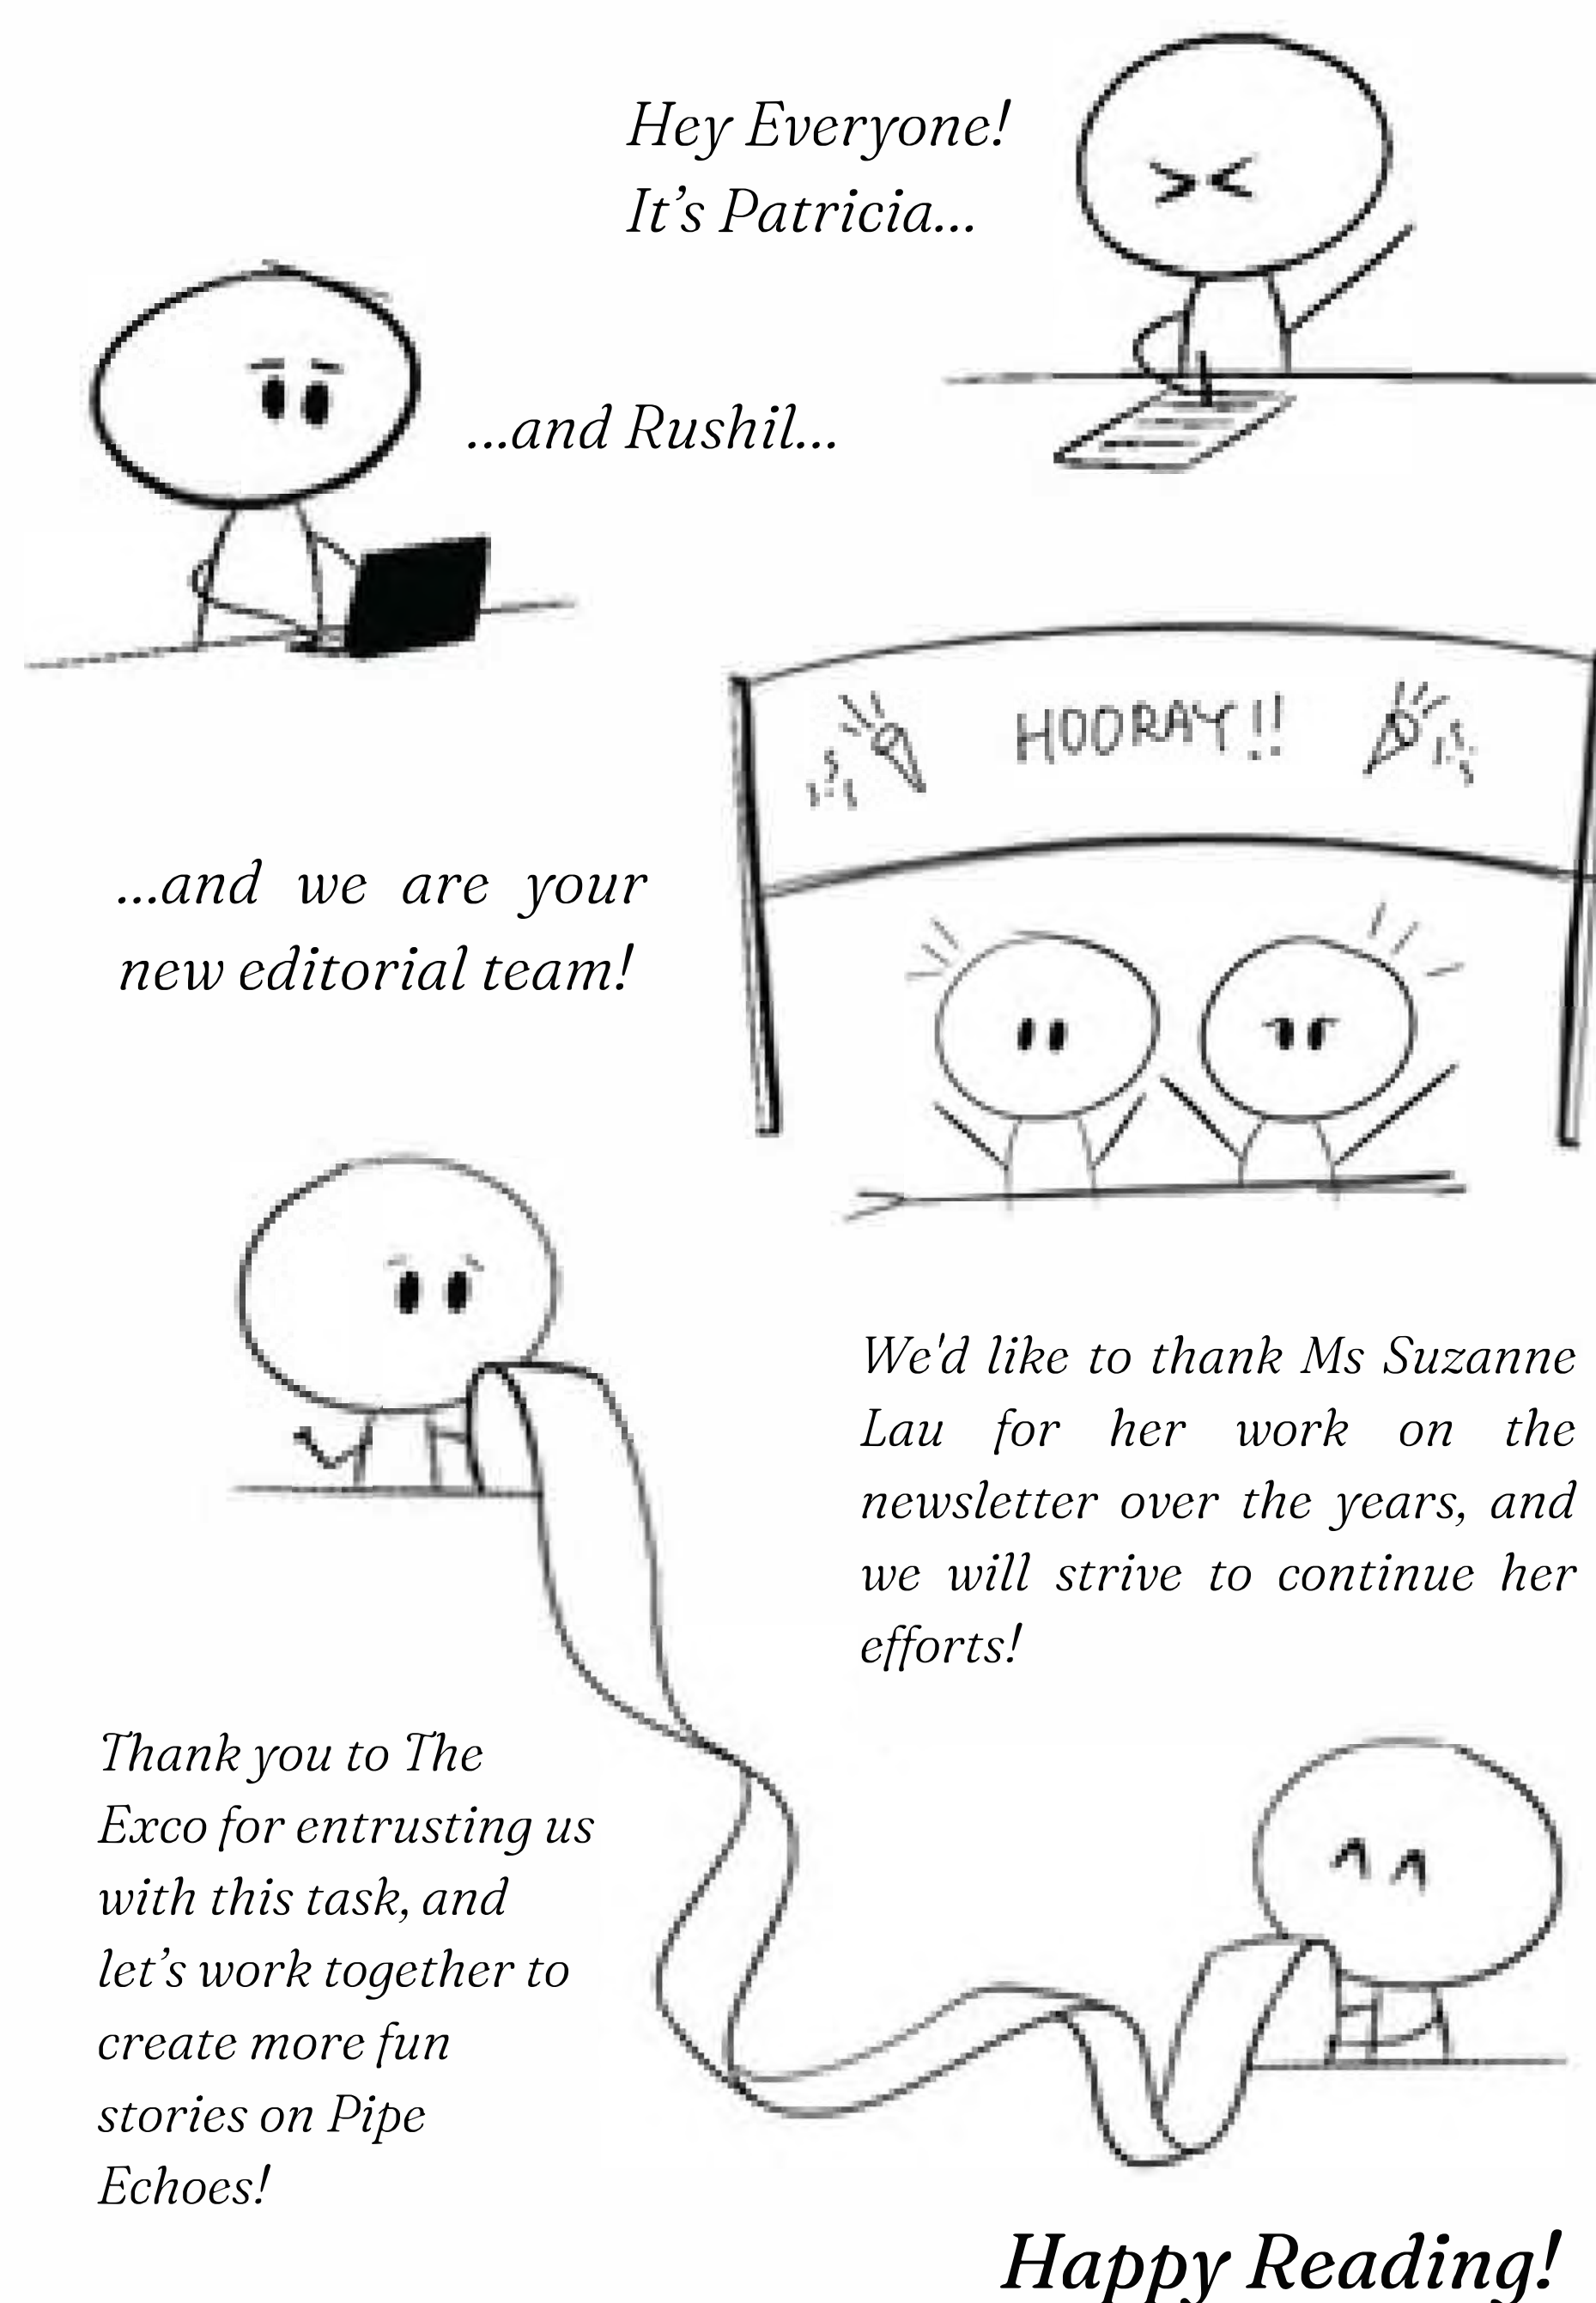 Hey Everyone!
It’s Patricia...
...and Rushil...
HOORAY!!
...and we are your
new editorial team!
We'd like to thank Ms Suzanne
Lau for her work on the
newsletter over the years, and
we will strive to continue her
efforts!
Thank you to The
Exco for entrusting us
with this task, and
let’s work together to
create more fun
stories on Pipe
Echoes!
Happy Reading!